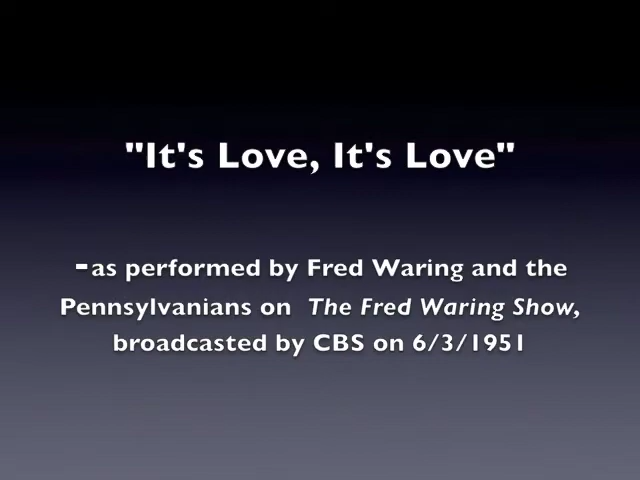 "It's Love, It's Love"
-as performed by Fred Waring and the
Pennsylvanians on The Fred Waring Show,
broadcasted by CBS on 6/3/1951